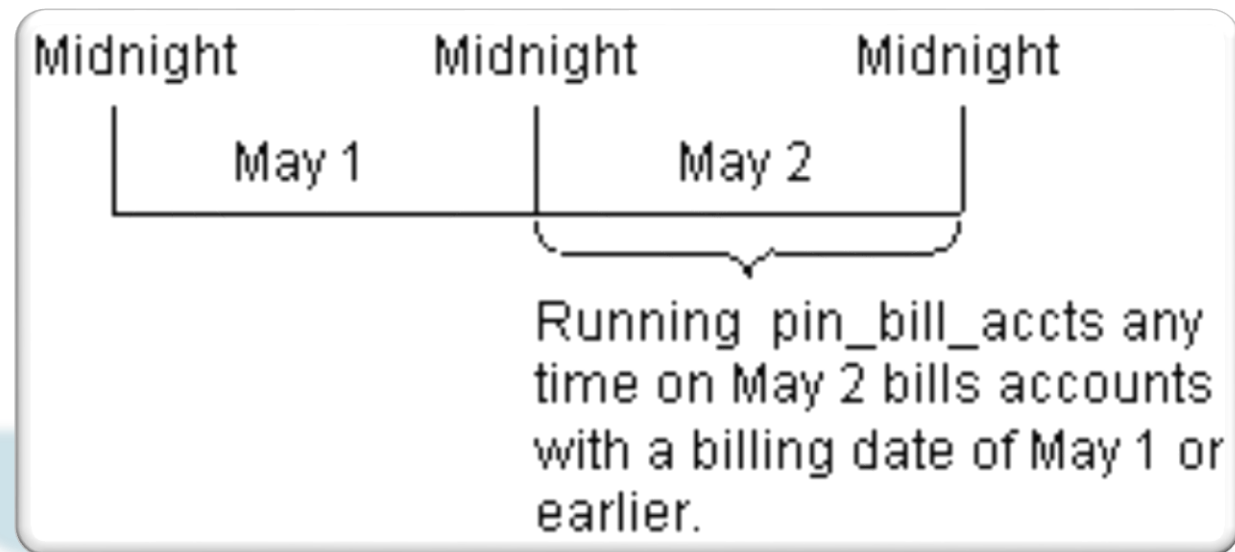 Midnight Midnight Midnight
May 1 May 2
Running pin_bill_accts any
time on May 2 bills accounts
with a billing date of May 1 or
earlier.